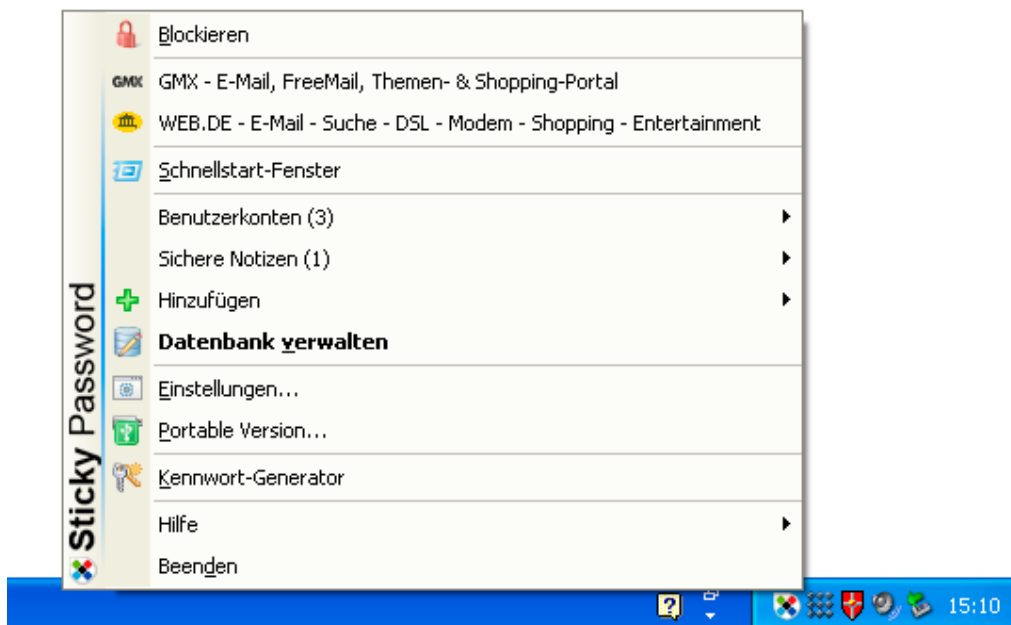 Blockieren
GMX GMX - E-Mail, FreeMail, Themen- & Shopping-Portal
WEB.DE - E-Mail - Suche - DSL - Modem - Shopping - Entertainment
Schnellstart-Fenster
Benutzerkonten (3)
Sichere Notizen (1)
Hinzufügen
Datenbank verwalten
Einstellungen...
Portable Version...
Kennwort-Generator
Hilfe
Beenden
Sticky Password
15:10